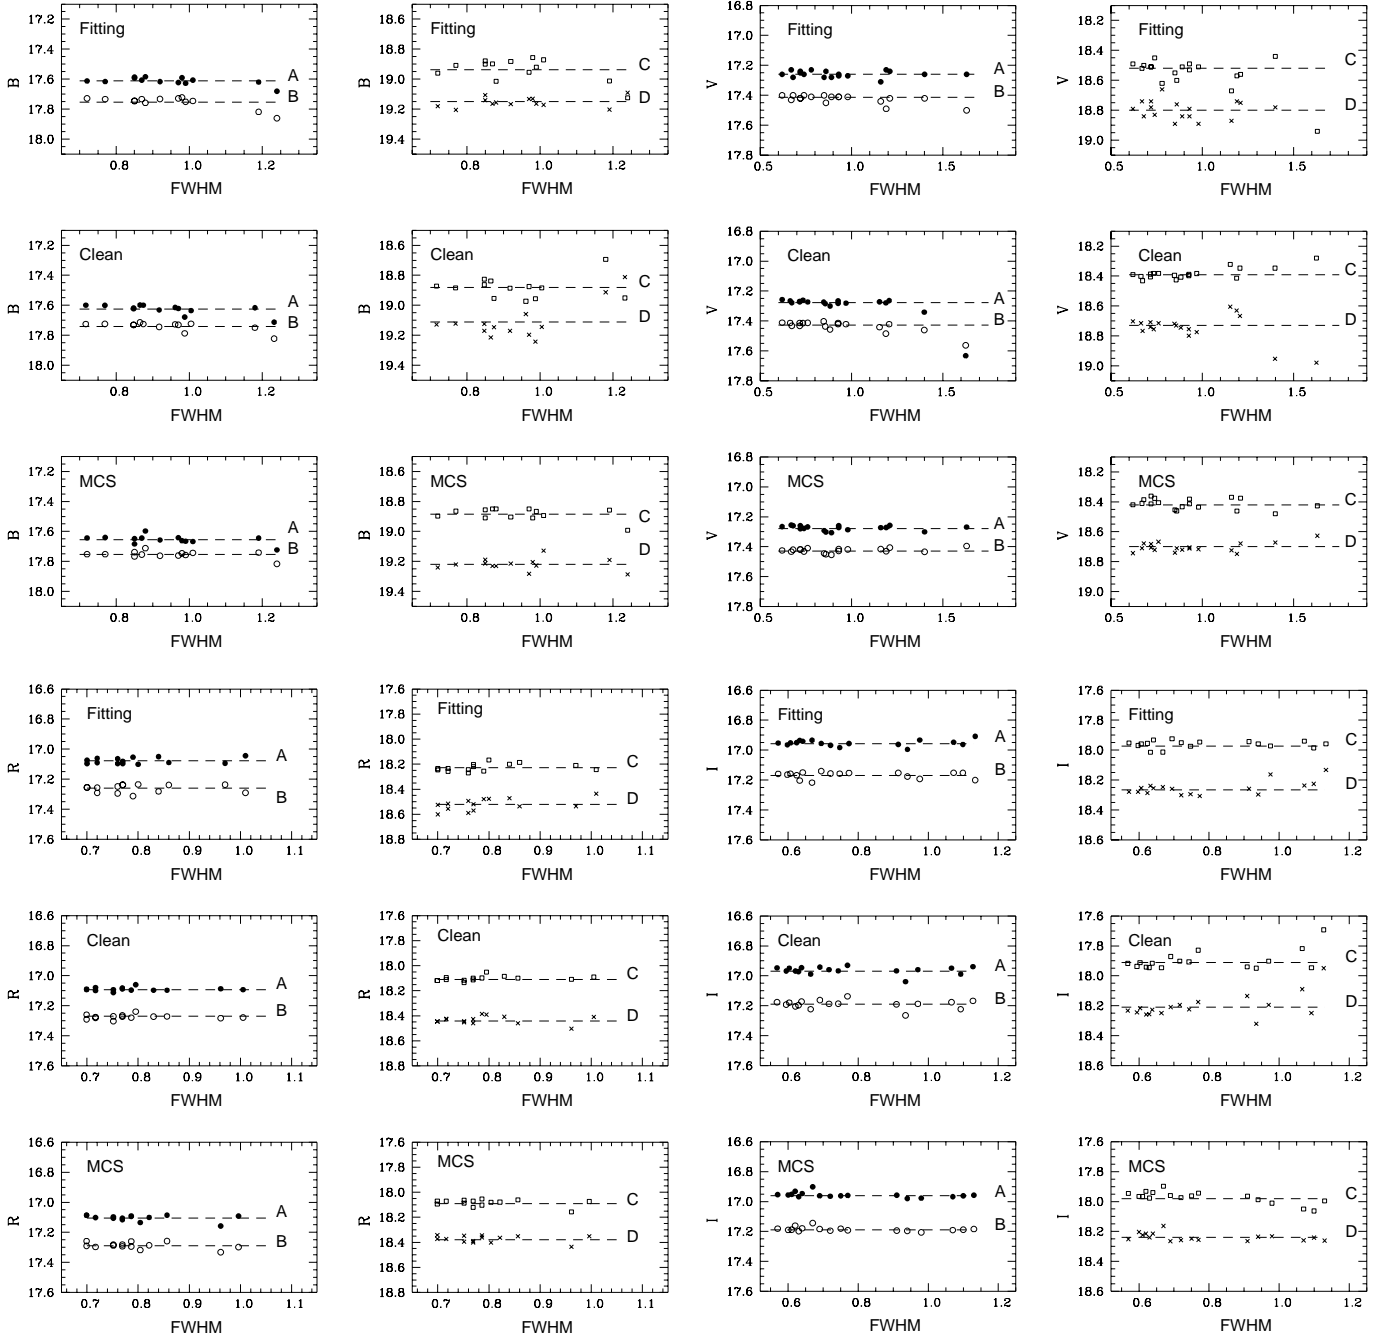 Fitting
A
B
17.2
17.4
17.6
17.8
18.0
B
0.8 1.0 1.2
FWHM
Fitting
C
D
18.6
18.8
19.0
19.2
19.4
B
0.8 1.0 1.2
FWHM
Fitting
A
B
16.8
17.0
17.2
17.4
17.6
17.8
V
0.5 1.0 1.5
FWHM
Fitting
C
D
18.2
18.4
18.6
18.8
19.0
V
0.5 1.0 1.5
FWHM
Clean
A
B
17.2
17.4
17.6
17.8
18.0
B
0.8 1.0 1.2
FWHM
Clean
C
D
18.6
18.8
19.0
19.2
19.4
B
0.8 1.0 1.2
FWHM
Clean
A
B
16.8
17.0
17.2
17.4
17.6
17.8
V
0.5 1.0 1.5
FWHM
Clean
C
D
18.2
18.4
18.6
18.8
19.0
V
0.5 1.0 1.5
FWHM
MCS
A
B
17.2
17.4
17.6
17.8
18.0
B
0.8 1.0 1.2
FWHM
MCS
C
D
18.6
18.8
19.0
19.2
19.4
B
0.8 1.0 1.2
FWHM
MCS
A
B
16.8
17.0
17.2
17.4
17.6
17.8
V
0.5 1.0 1.5
FWHM
MCS
C
D
18.2
18.4
18.6
18.8
19.0
V
0.5 1.0 1.5
FWHM
Fitting
A
B
16.6
16.8
17.0
17.2
17.4
17.6
R
0.7 0.8 0.9 1.0 1.1
FWHM
Fitting
C
D
17.6
17.8
18.0
18.2
18.4
18.6
18.8
R
0.7 0.8 0.9 1.0 1.1
FWHM
Fitting
A
B
16.6
16.8
17.0
17.2
17.4
17.6
I
0.6 0.8 1.0 1.2
FWHM
Fitting
C
D
17.6
17.8
18.0
18.2
18.4
18.6
I
0.6 0.8 1.0 1.2
FWHM
Clean
A
B
16.6
16.8
17.0
17.2
17.4
17.6
R
0.7 0.8 0.9 1.0 1.1
FWHM
Clean
C
D
17.6
17.8
18.0
18.2
18.4
18.6
18.8
R
0.7 0.8 0.9 1.0 1.1
FWHM
Clean
A
B
16.6
16.8
17.0
17.2
17.4
17.6
I
0.6 0.8 1.0 1.2
FWHM
Clean
C
D
17.6
17.8
18.0
18.2
18.4
18.6
I
0.6 0.8 1.0 1.2
FWHM
MCS
A
B
16.6
16.8
17.0
17.2
17.4
17.6
R
0.7 0.8 0.9 1.0 1.1
FWHM
MCS
C
D
17.6
17.8
18.0
18.2
18.4
18.6
18.8
R
0.7 0.8 0.9 1.0 1.1
FWHM
MCS
A
B
16.6
16.8
17.0
17.2
17.4
17.6
I
0.6 0.8 1.0 1.2
FWHM
MCS
C
D
17.6
17.8
18.0
18.2
18.4
18.6
I
0.6 0.8 1.0 1.2
FWHM